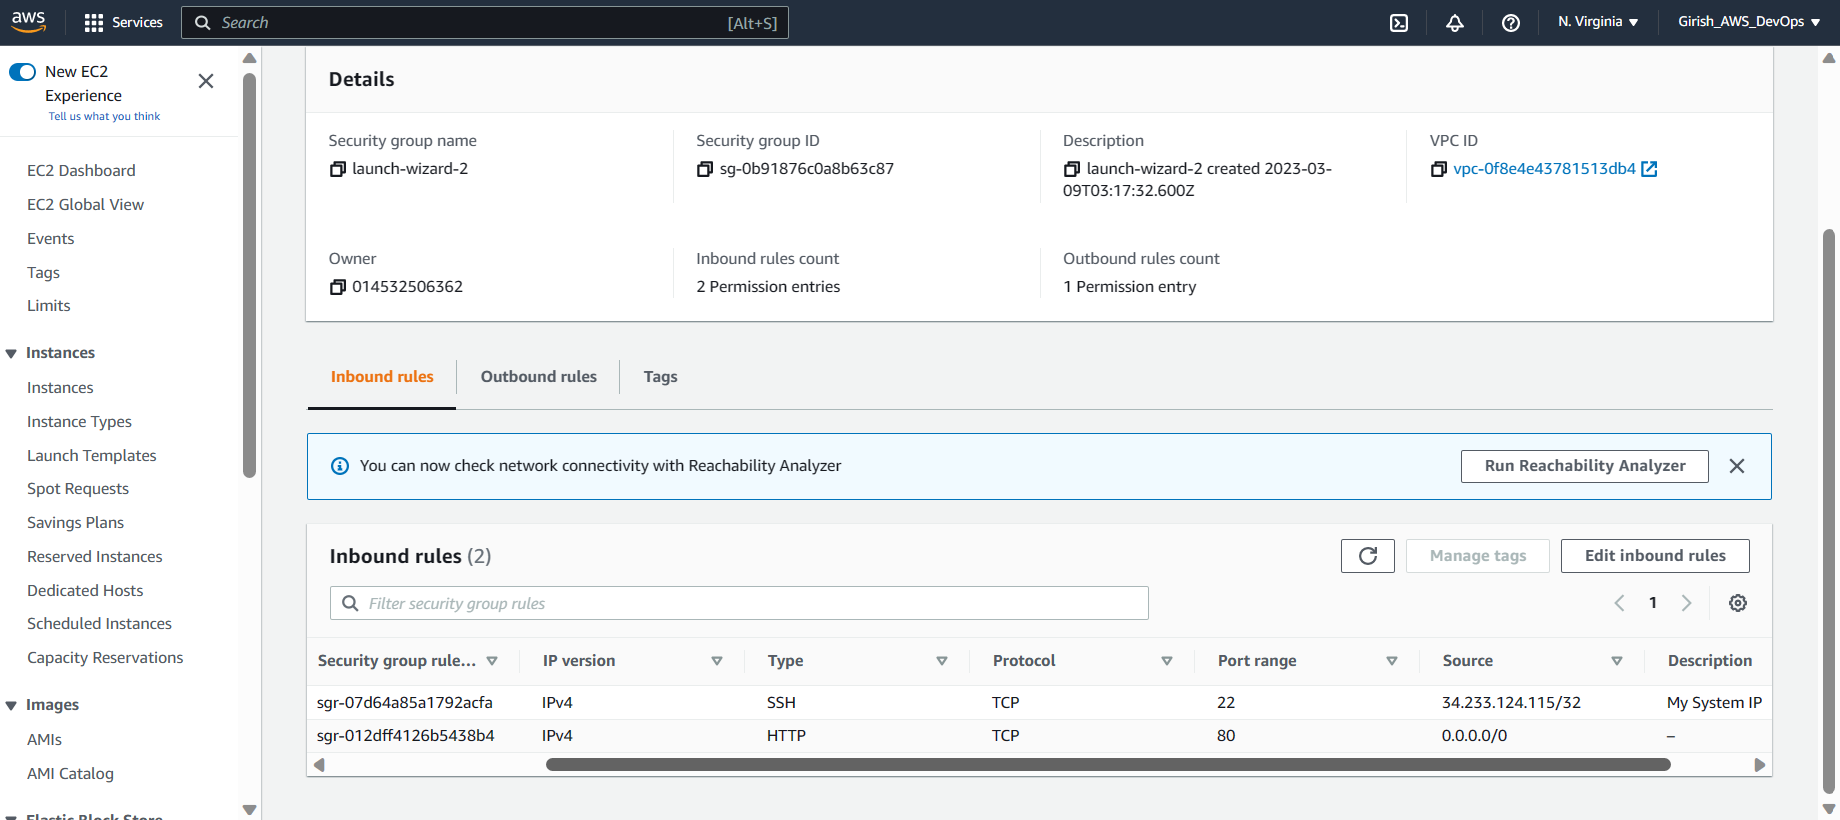 aws Services Search [Alt+S] N. Virginia Girish_AWS_DevOps
New EC2
Experience
Tell us what you think
EC2 Dashboard
EC2 Global View
Events
Tags
Limits
Instances
Instances
Instance Types
Launch Templates
Spot Requests
Savings Plans
Reserved Instances
Dedicated Hosts
Scheduled Instances
Capacity Reservations
Images
AMIs
AMI Catalog
Elastic Block Store
Details
Security group name
launch-wizard-2
Security group ID
sg-0b91876c0a8b63c87
Description
launch-wizard-2 created 2023-03-
09T03:17:32.600Z
VPC ID
vpc-0f8e4e43781513db4
Owner
014532506362
Inbound rules count
2 Permission entries
Outbound rules count
1 Permission entry
Inbound rules Outbound rules Tags
You can now check network connectivity with Reachability Analyzer Run Reachability Analyzer
Inbound rules (2) Manage tags Edit inbound rules
Filter security group rules 1
Security group rule... IP version Type Protocol Port range Source Description
sgr-07d64a85a1792acfa IPv4 SSH TCP 22 34.233.124.115/32 My System IP
sgr-012dff4126b5438b4 IPv4 HTTP TCP 80 0.0.0.0/0 –